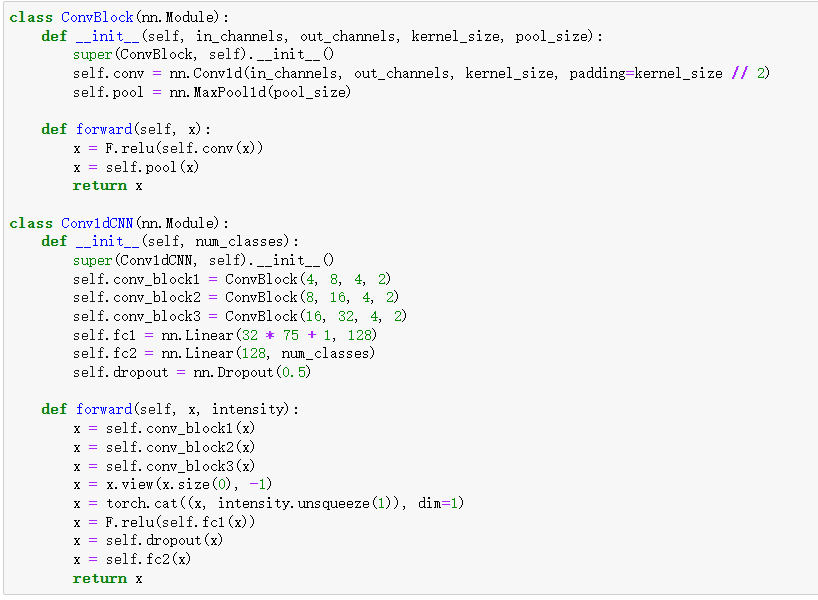 class ConvBlock(nn.Module):
    def __init__(self, in_channels, out_channels, kernel_size, pool_size):
        super(ConvBlock, self).__init__()
        self.conv = nn.Conv1d(in_channels, out_channels, kernel_size, padding=kernel_size // 2)
        self.pool = nn.MaxPool1d(pool_size)

    def forward(self, x):
        x = F.relu(self.conv(x))
        x = self.pool(x)
        return x

class Conv1dCNN(nn.Module):
    def __init__(self, num_classes):
        super(Conv1dCNN, self).__init__()
        self.conv_block1 = ConvBlock(4, 8, 4, 2)
        self.conv_block2 = ConvBlock(8, 16, 4, 2)
        self.conv_block3 = ConvBlock(16, 32, 4, 2)
        self.fc1 = nn.Linear(32 * 75 + 1, 128)
        self.fc2 = nn.Linear(128, num_classes)
        self.dropout = nn.Dropout(0.5)

    def forward(self, x, intensity):
        x = self.conv_block1(x)
        x = self.conv_block2(x)
        x = self.conv_block3(x)
        x = x.view(x.size(0), -1)
        x = torch.cat((x, intensity.unsqueeze(1)), dim=1)
        x = F.relu(self.fc1(x))
        x = self.dropout(x)
        x = self.fc2(x)
        return x